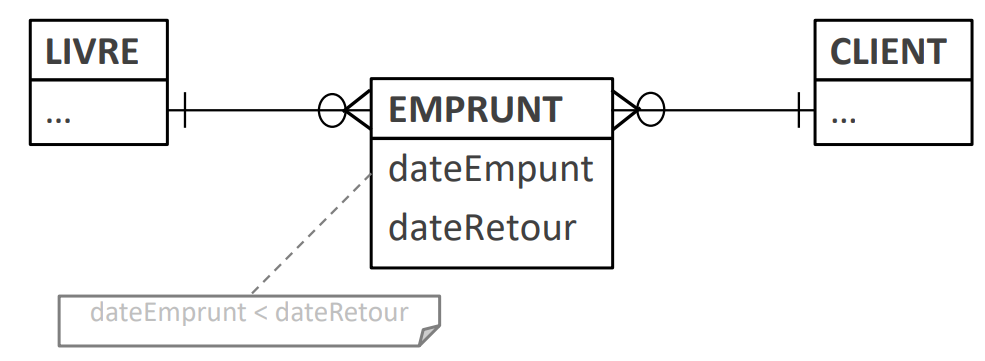 LIVRE
...
EMPRUNT
dateEmpunt
dateRetour
CLIENT
...
dateEmprunt < dateRetour